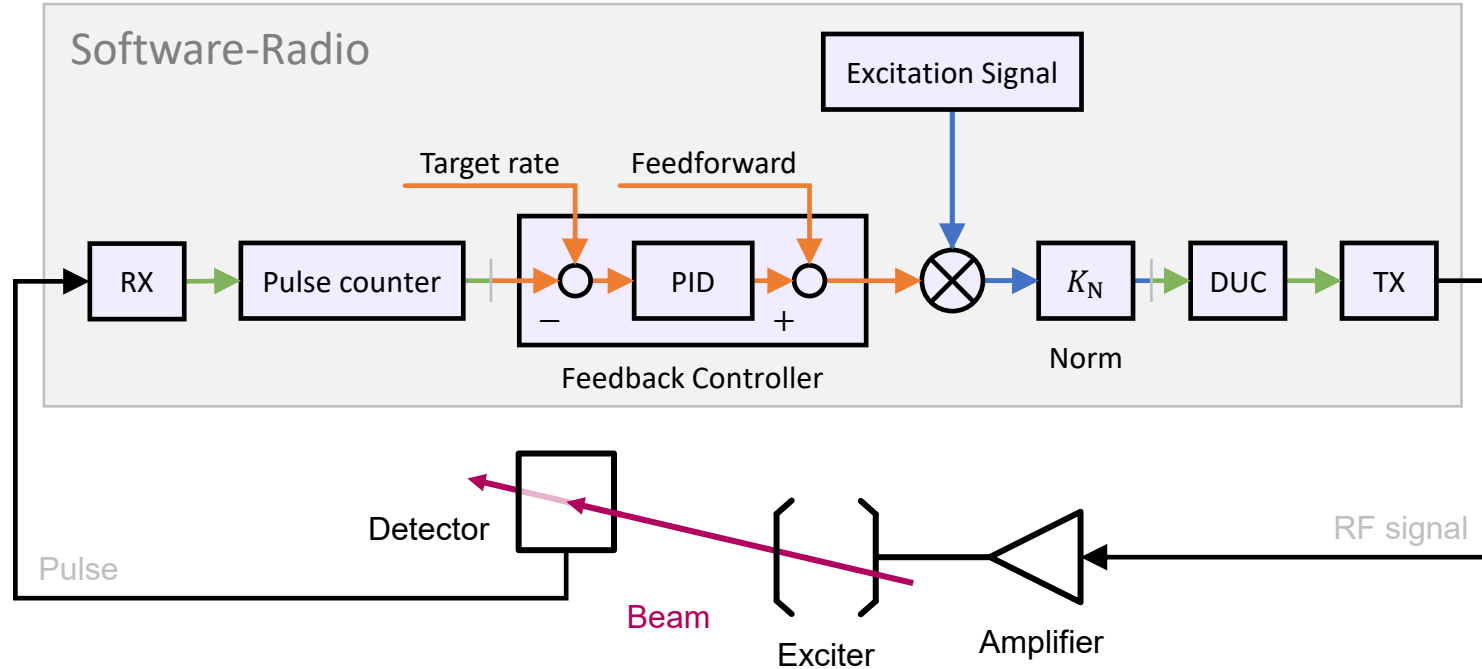 Software-Radio
Excitation Signal
Target rate
Feedforward
RX
Pulse counter
−
PID
+
K_N
DUC
TX
Norm
Feedback Controller
Detector
Pulse
Beam
Exciter
Amplifier
RF signal